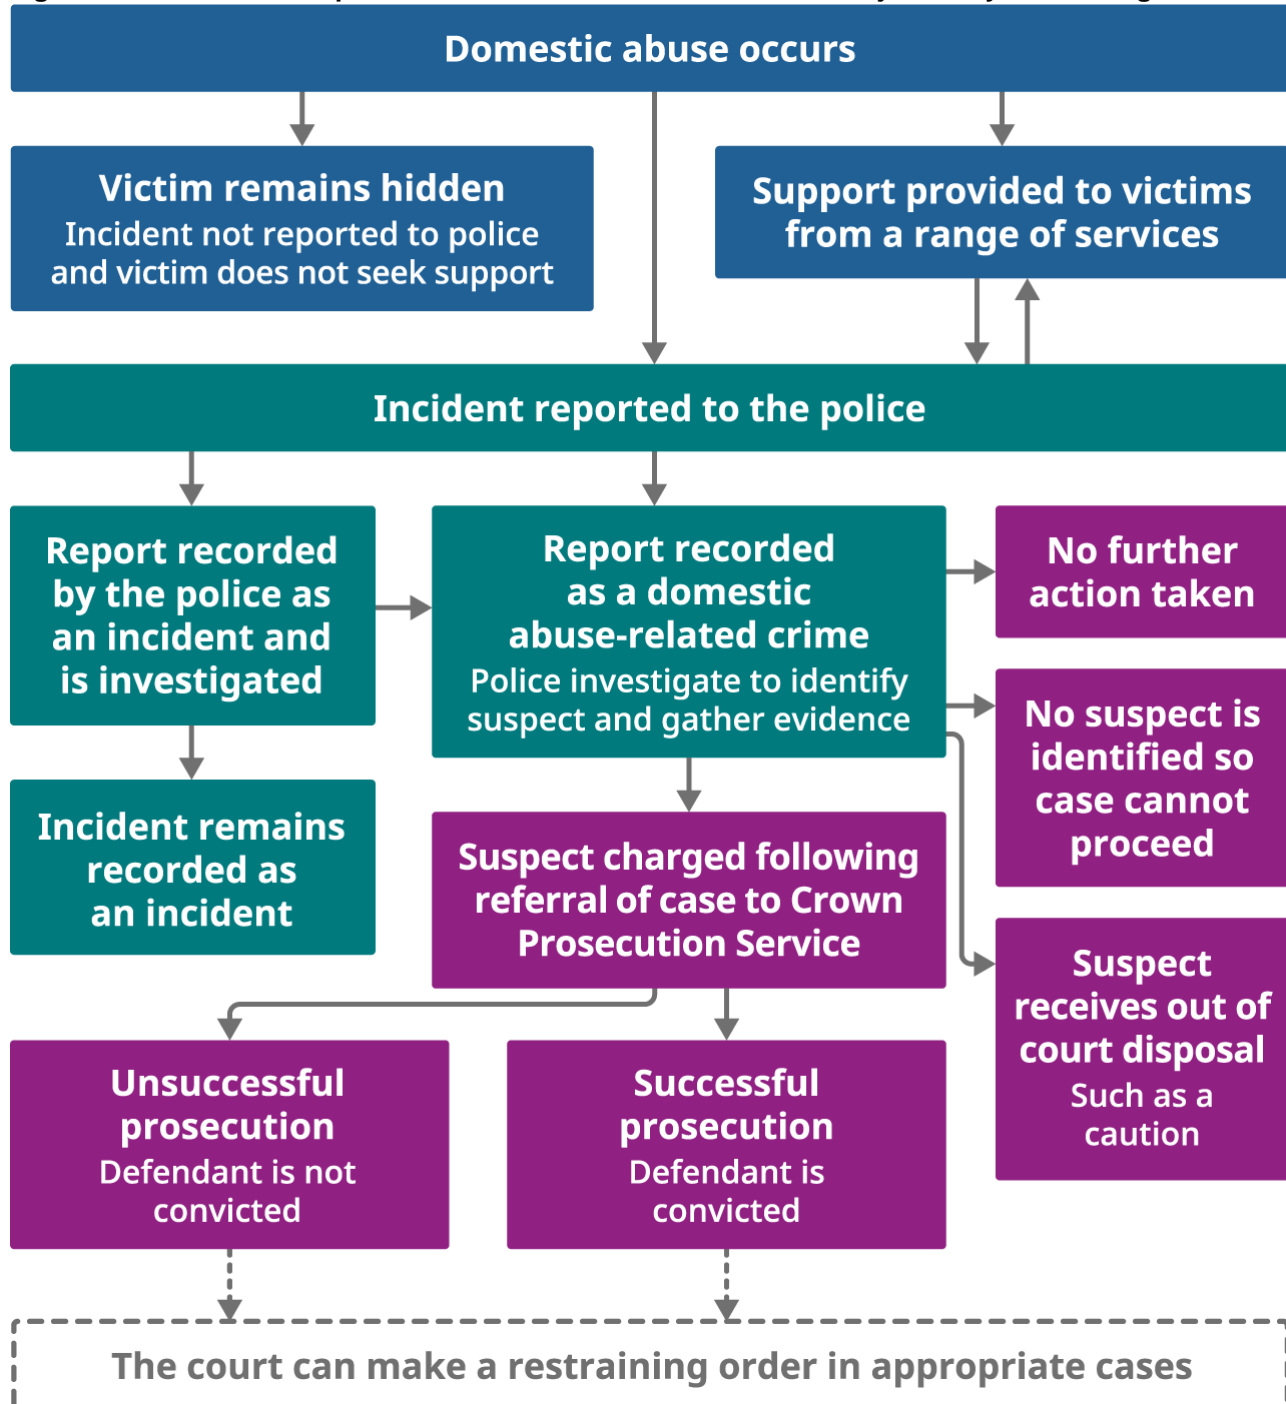 Domestic abuse occurs
Victim remains hidden
Incident not reported to police
and victim does not seek support
Support provided to victims
from a range of services
Incident reported to the police
Report recorded
by the police as
an incident and
is investigated
Report recorded
as a domestic
abuse-related crime
Police investigate to identify
suspect and gather evidence
No further
action taken
No suspect is
identified so
case cannot
proceed
Incident remains
recorded as
an incident
Suspect charged following
referral of case to Crown
Prosecution Service
Suspect
receives out of
court disposal
Such as a
caution
Unsuccessful
prosecution
Defendant is not
convicted
Successful
prosecution
Defendant is
convicted
The court can make a restraining order in appropriate cases